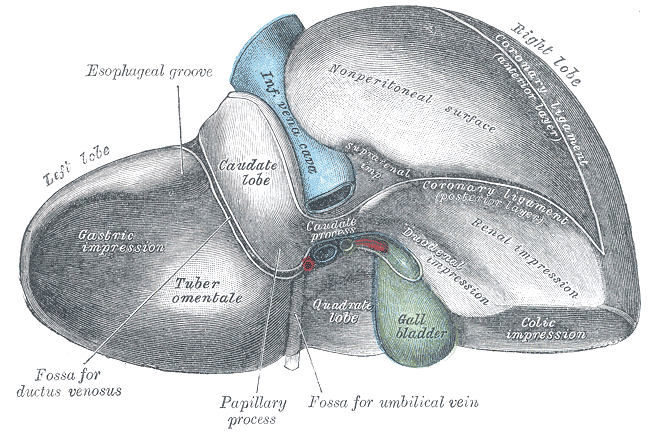 Right lobe
Coronary ligament
(anterior layer)
Esophageal groove
Inf. vena cava
Nonperitoneal surface
Left lobe
Caudate
lobe
Suprarenal
imp.
Coronary ligament
(posterior layer)
Gastric
impression
Caudate
process
Duodenal
impression
Renal impression
Tuber
omentale
Quadrate
lobe
Gall
bladder
Colic
impression
Fossa for
ductus venosus
Papillary
process
Fossa for umbilical vein